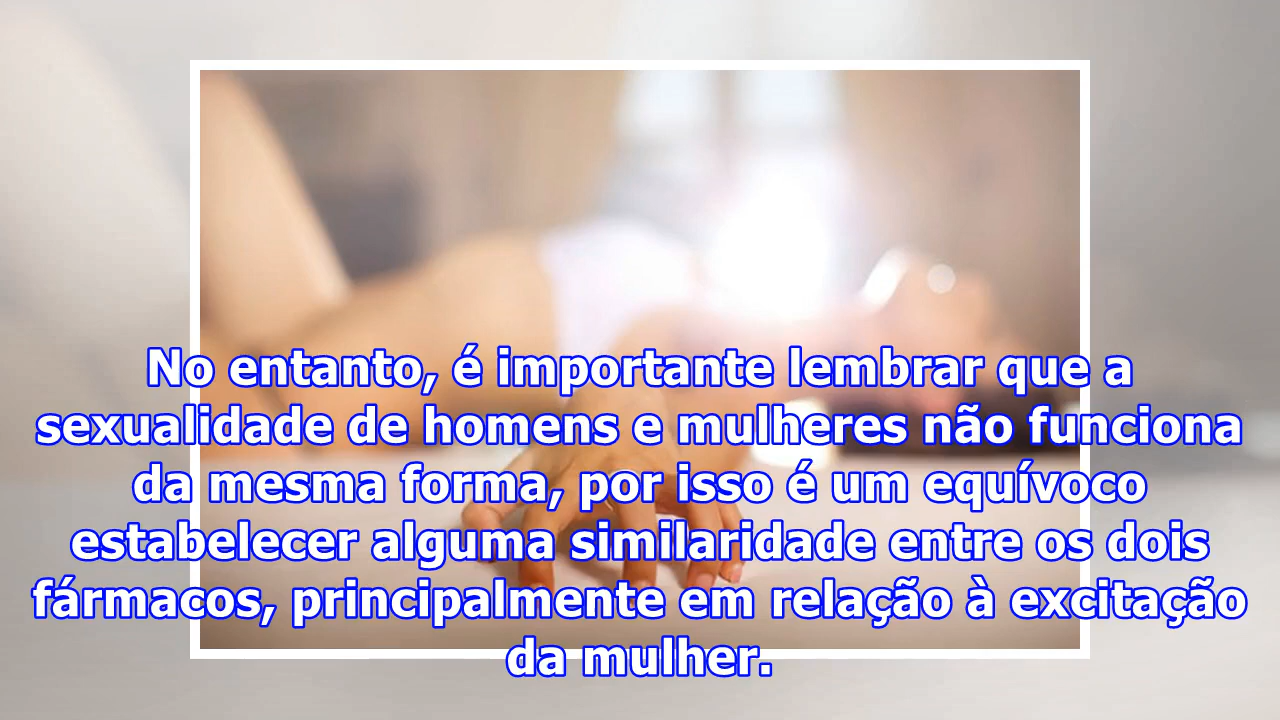 No entanto, é importante lembrar que a
sexualidade de homens e mulheres não funciona
da mesma forma, por isso é um equívoco
estabelecer alguma similaridade entre os dois
fármacos, principalmente em relação à excitação
da mulher.